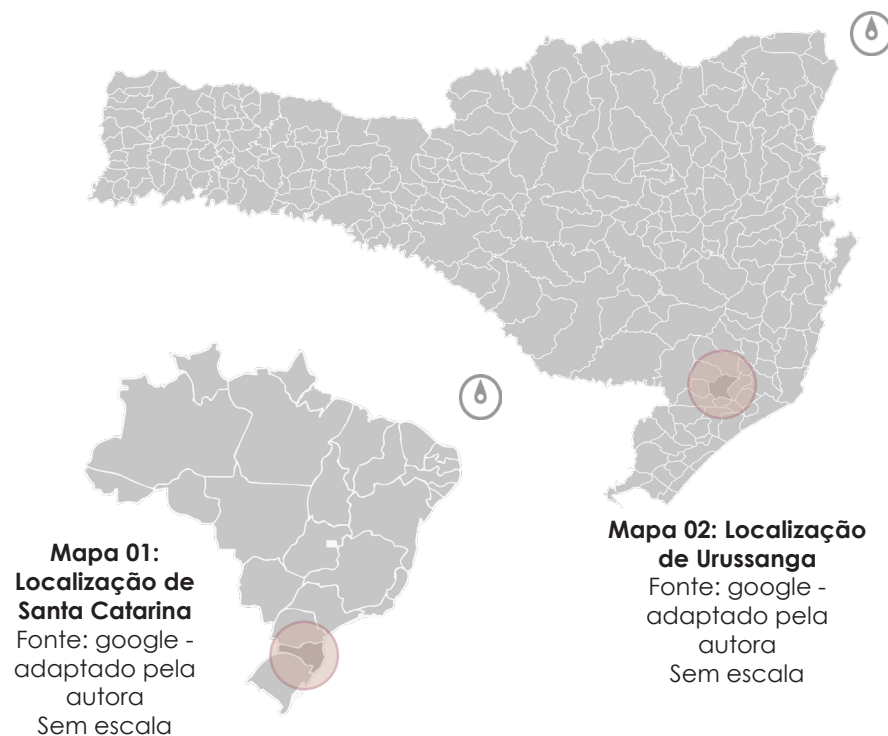 Mapa 01:
Localização de
Santa Catarina
Fonte: google -
adaptado pela
autora
Sem escala
Mapa 02: Localização
de Urussanga
Fonte: google -
adaptado pela
autora
Sem escala